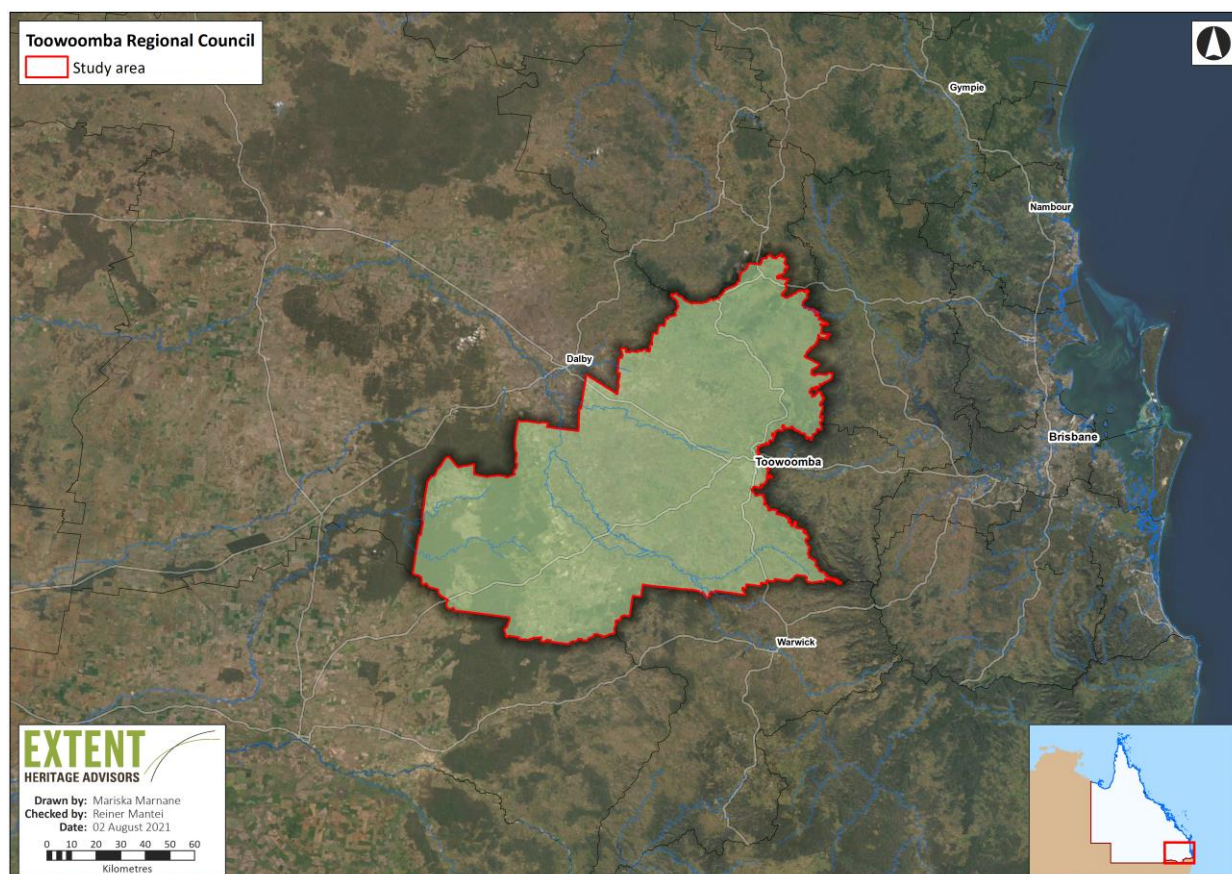 Toowoomba Regional Council
Study area
Gympie
Nambour
Dalby
Brisbane
Toowoomba
Warwick
EXTENT
HERITAGE ADVISORS
Drawn by: Mariska Marnane
Checked by: Reiner Mantei
Date: 02 August 2021
0 10 20 30 40 50 60
Kilometres